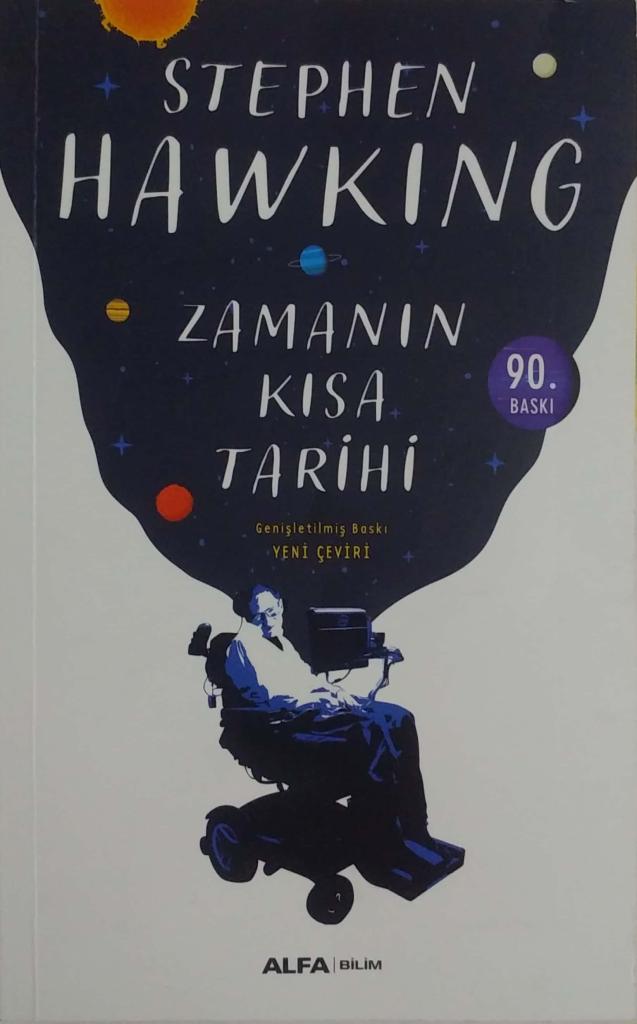 STEPHEN
HAWKING
ZAMANIN
KISA
TARİHİ
90.
BASKI
Genişletilmiş Baskı
YENİ ÇEVİRİ
ALFA | BİLİM